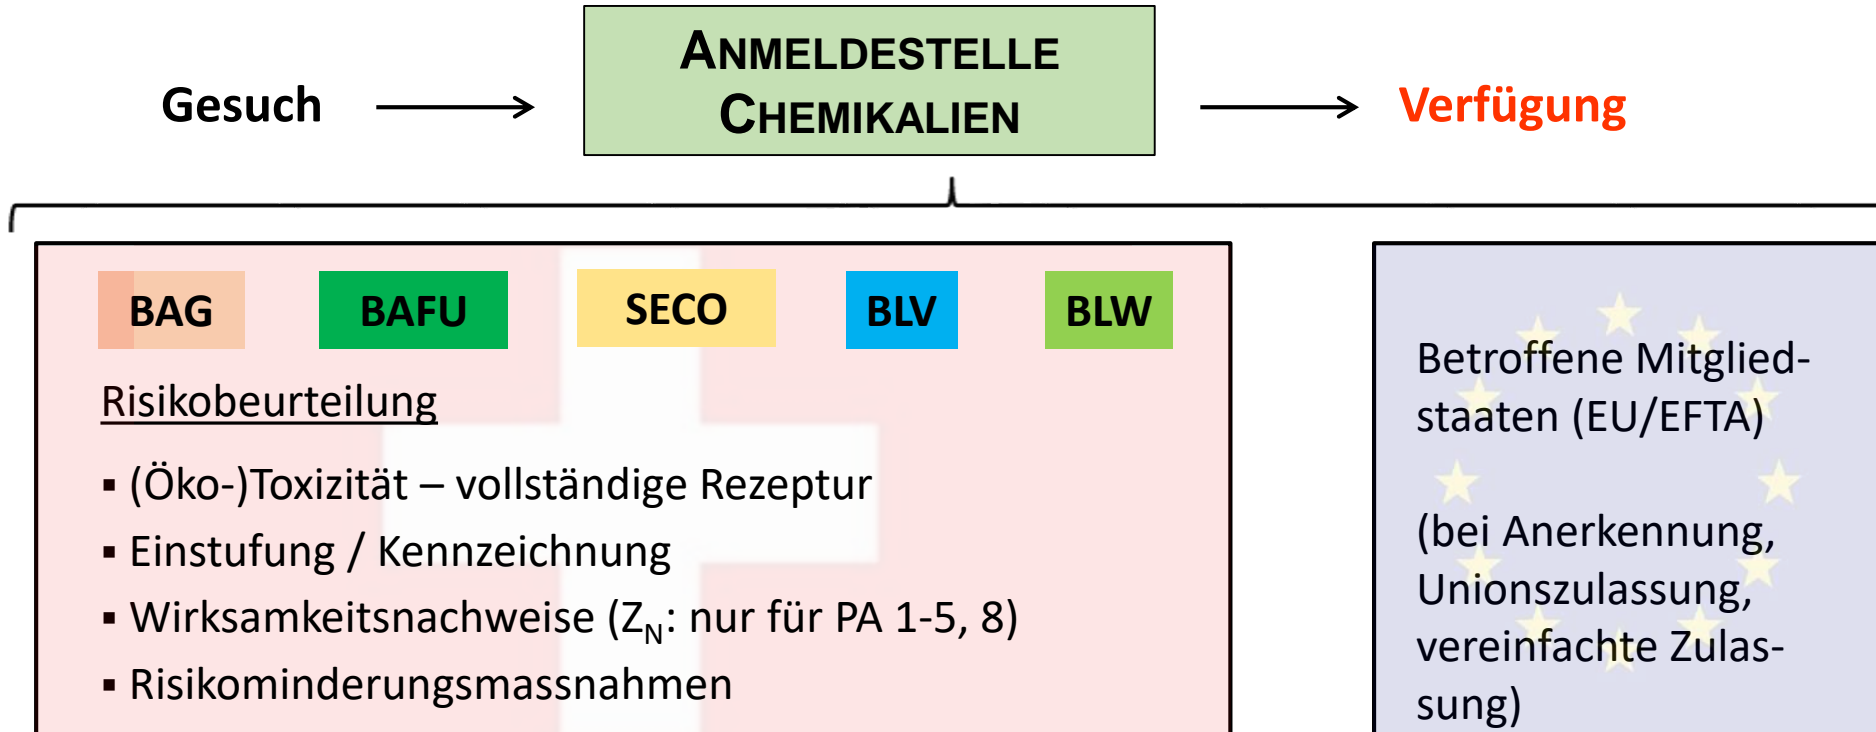 Gesuch
ANMELDESTELLE
CHEMIKALIEN
Verfügung
BAG
BAFU
SECO
BLV
BLW
Risikobeurteilung
▪ (Öko-)Toxizität – vollständige Rezeptur
▪ Einstufung / Kennzeichnung
▪ Wirksamkeitsnachweise (Z_N: nur für PA 1-5, 8)
▪ Risikominderungsmassnahmen
Betroffene Mitglied-
staaten (EU/EFTA)
(bei Anerkennung,
Unionszulassung,
vereinfachte Zulas-
sung)